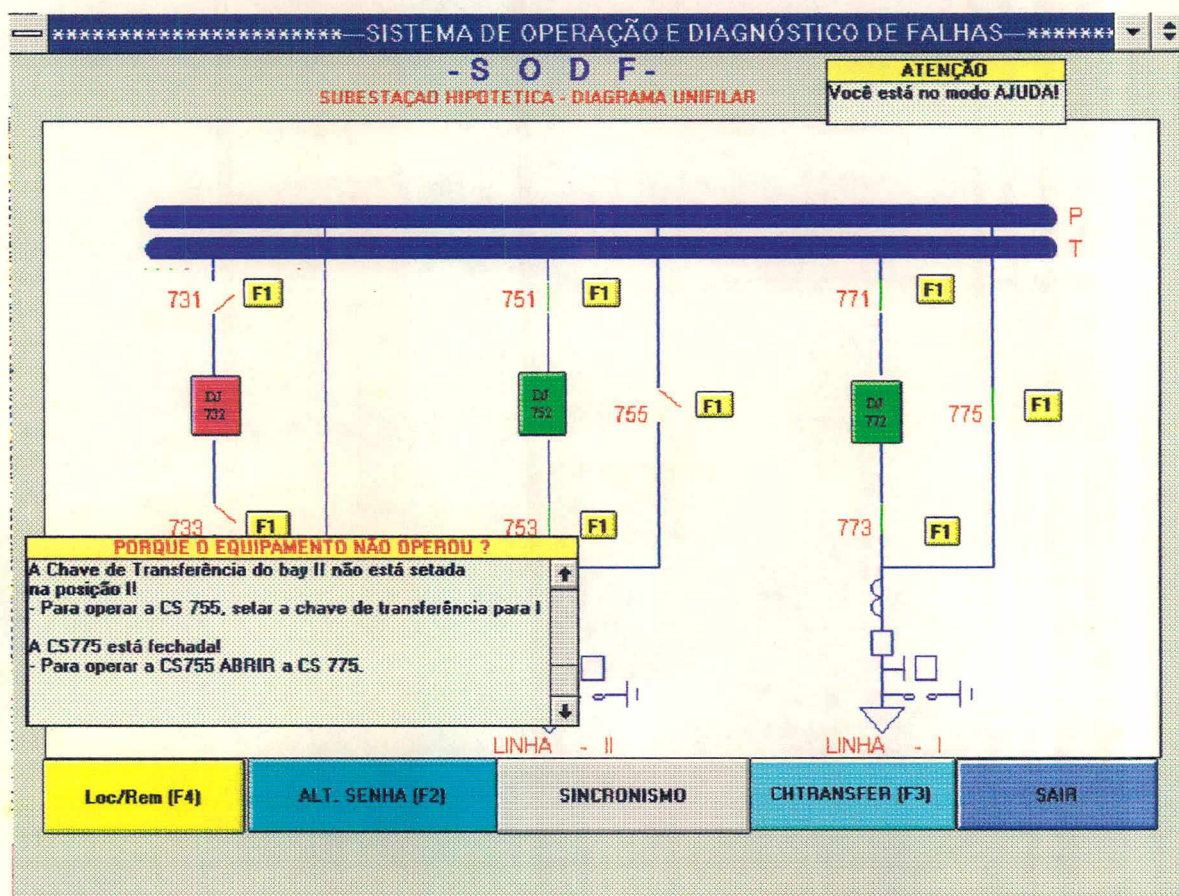 ************************—SISTEMA DE OPERAÇÃO E DIAGNÓSTICO DE FALHAS—*******
- S O D F -
SUBESTAÇAO HIPOTETICA - DIAGRAMA UNIFILAR
ATENÇÃO
Você está no modo AJUDA!
P
T
731 F1 751 F1 771 F1
DJ 732
DJ 752
755 F1
DJ 772
775 F1
733 F1 753 F1 773 F1
PORQUE O EQUIPAMENTO NÃO OPEROU ?
A Chave de Transferência do bay II não está setada
na posição I!
- Para operar a CS 755, setar a chave de transferência para I
A CS775 está fechada!
- Para operar a CS755 ABRIR a CS 775.
LINHA - II LINHA - I
Loc/Rem (F4) ALT. SENHA (F2) SINCRONISMO CHTRANSFER (F3) SAIR